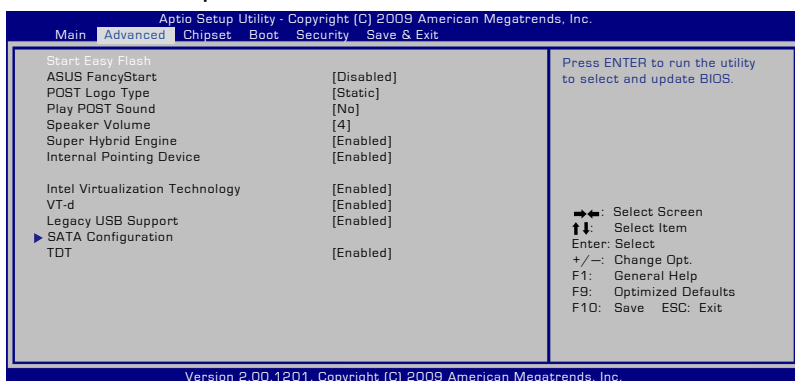 Aptio Setup Utility - Copyright (C) 2009 American Megatrends, Inc.
Main Advanced Chipset Boot Security Save & Exit
Start Easy Flash
ASUS FancyStart [Disabled]
POST Logo Type [Static]
Play POST Sound [No]
Speaker Volume [4]
Super Hybrid Engine [Enabled]
Internal Pointing Device [Enabled]
Intel Virtualization Technology [Enabled]
VT-d [Enabled]
Legacy USB Support [Enabled]
SATA Configuration
TDT [Enabled]
Press ENTER to run the utility
to select and update BIOS.
→←: Select Screen
↑↓: Select Item
Enter: Select
+/—: Change Opt.
F1: General Help
F9: Optimized Defaults
F10: Save ESC: Exit
Version 2.00.1201. Copyright (C) 2009 American Megatrends, Inc.